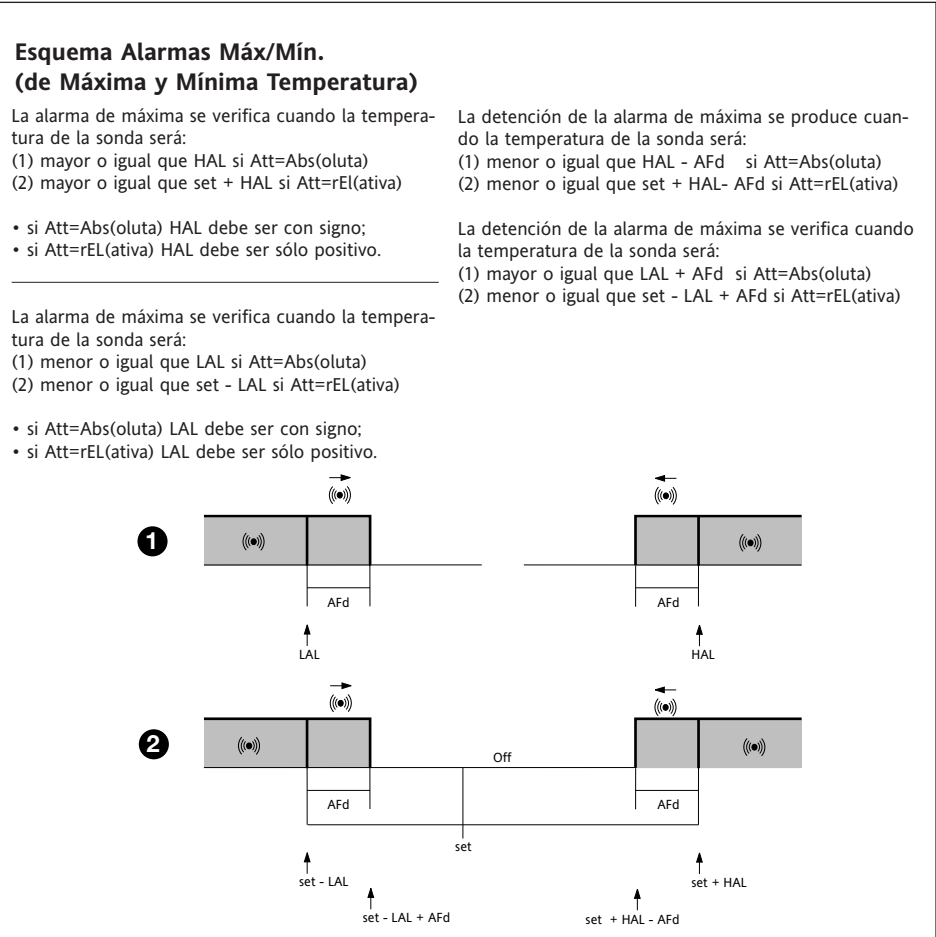 Esquema Alarmas Máx/Mín.
(de Máxima y Mínima Temperatura)
La alarma de máxima se verifica cuando la tempera-
tura de la sonda será:
(1) mayor o igual que HAL si Att=Abs(oluta)
(2) mayor o igual que set + HAL si Att=rEl(ativa)
• si Att=Abs(oluta) HAL debe ser con signo;
• si Att=rEL(ativa) HAL debe ser sólo positivo.
La alarma de máxima se verifica cuando la tempera-
tura de la sonda será:
(1) menor o igual que LAL si Att=Abs(oluta)
(2) menor o igual que set - LAL si Att=rEL(ativa)
• si Att=Abs(oluta) LAL debe ser con signo;
• si Att=rEL(ativa) LAL debe ser sólo positivo.
La detención de la alarma de máxima se produce cuan-
do la temperatura de la sonda será:
(1) menor o igual que HAL - AFd si Att=Abs(oluta)
(2) menor o igual que set + HAL- AFd si Att=rEL(ativa)
La detención de la alarma de máxima se verifica cuando
la temperatura de la sonda será:
(1) mayor o igual que LAL + AFd si Att=Abs(oluta)
(2) menor o igual que set - LAL + AFd si Att=rEL(ativa)
1
AFd
AFd
LAL
HAL
2
Off
AFd
AFd
set
set - LAL
set + HAL
set - LAL + AFd
set + HAL - AFd